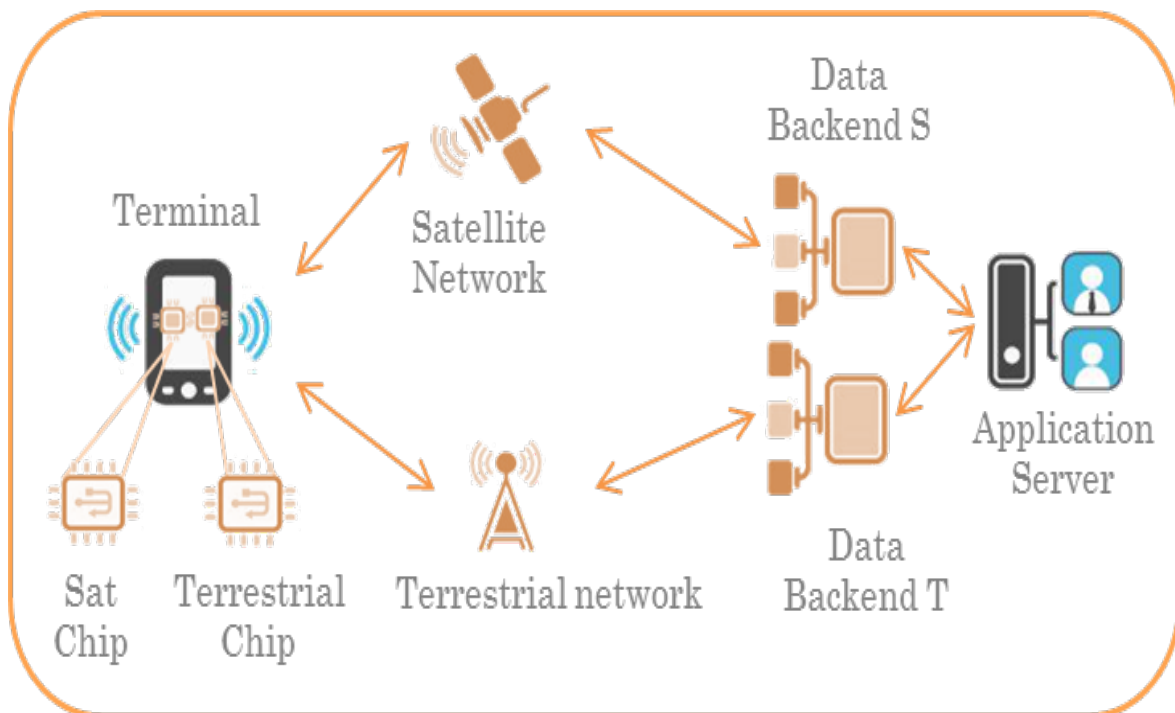 Data
Backend S
Terminal
Satellite
Network
Application
Server
Sat
Chip
Terrestrial
Chip
Terrestrial network
Data
Backend T